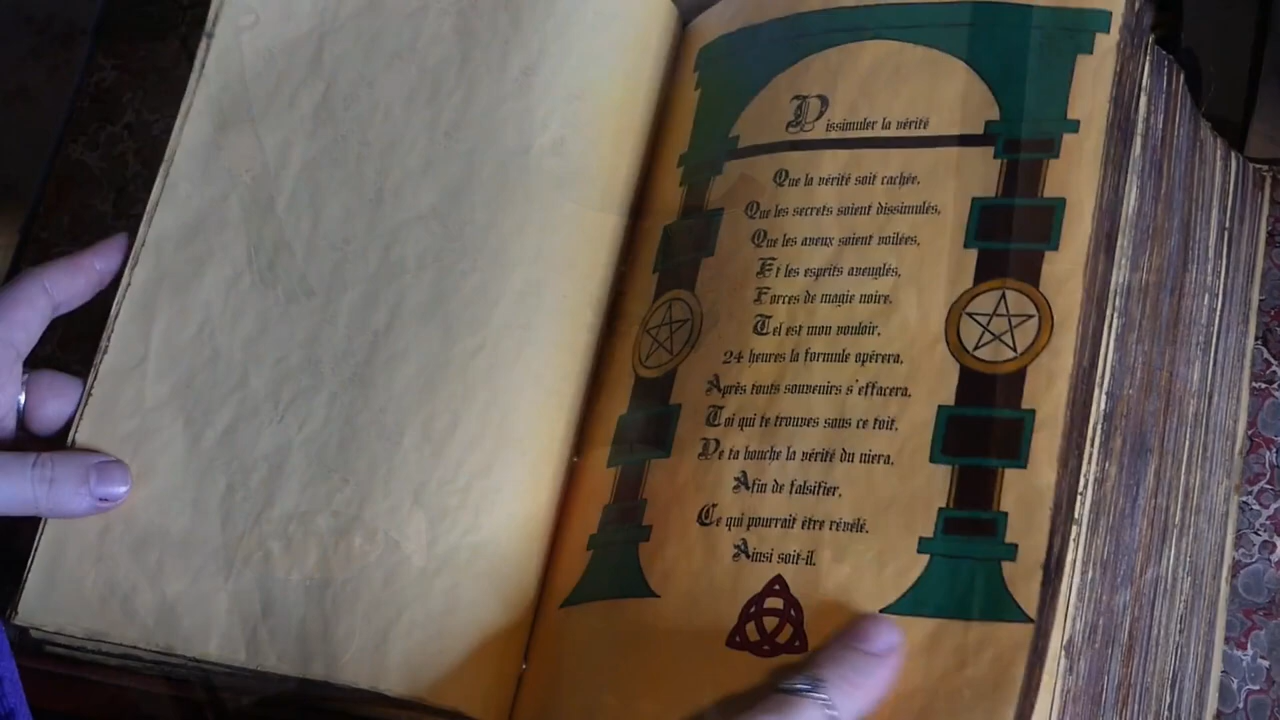 Dissimuler la vérité
Que la vérité soit cachée,
Que les secrets soient dissimulés,
Que les aveux soient voilées,
Et les esprits aveuglés,
Forces de magie noire.
Tel est mon vouloir,
24 heures la formule opérera,
Après touts souvenirs s'effacera,
Toi qui te trouves sous ce toit,
De ta bouche la vérité du niera,
Afin de falsifier,
Ce qui pourrait être révélé.
Ainsi soit-il.